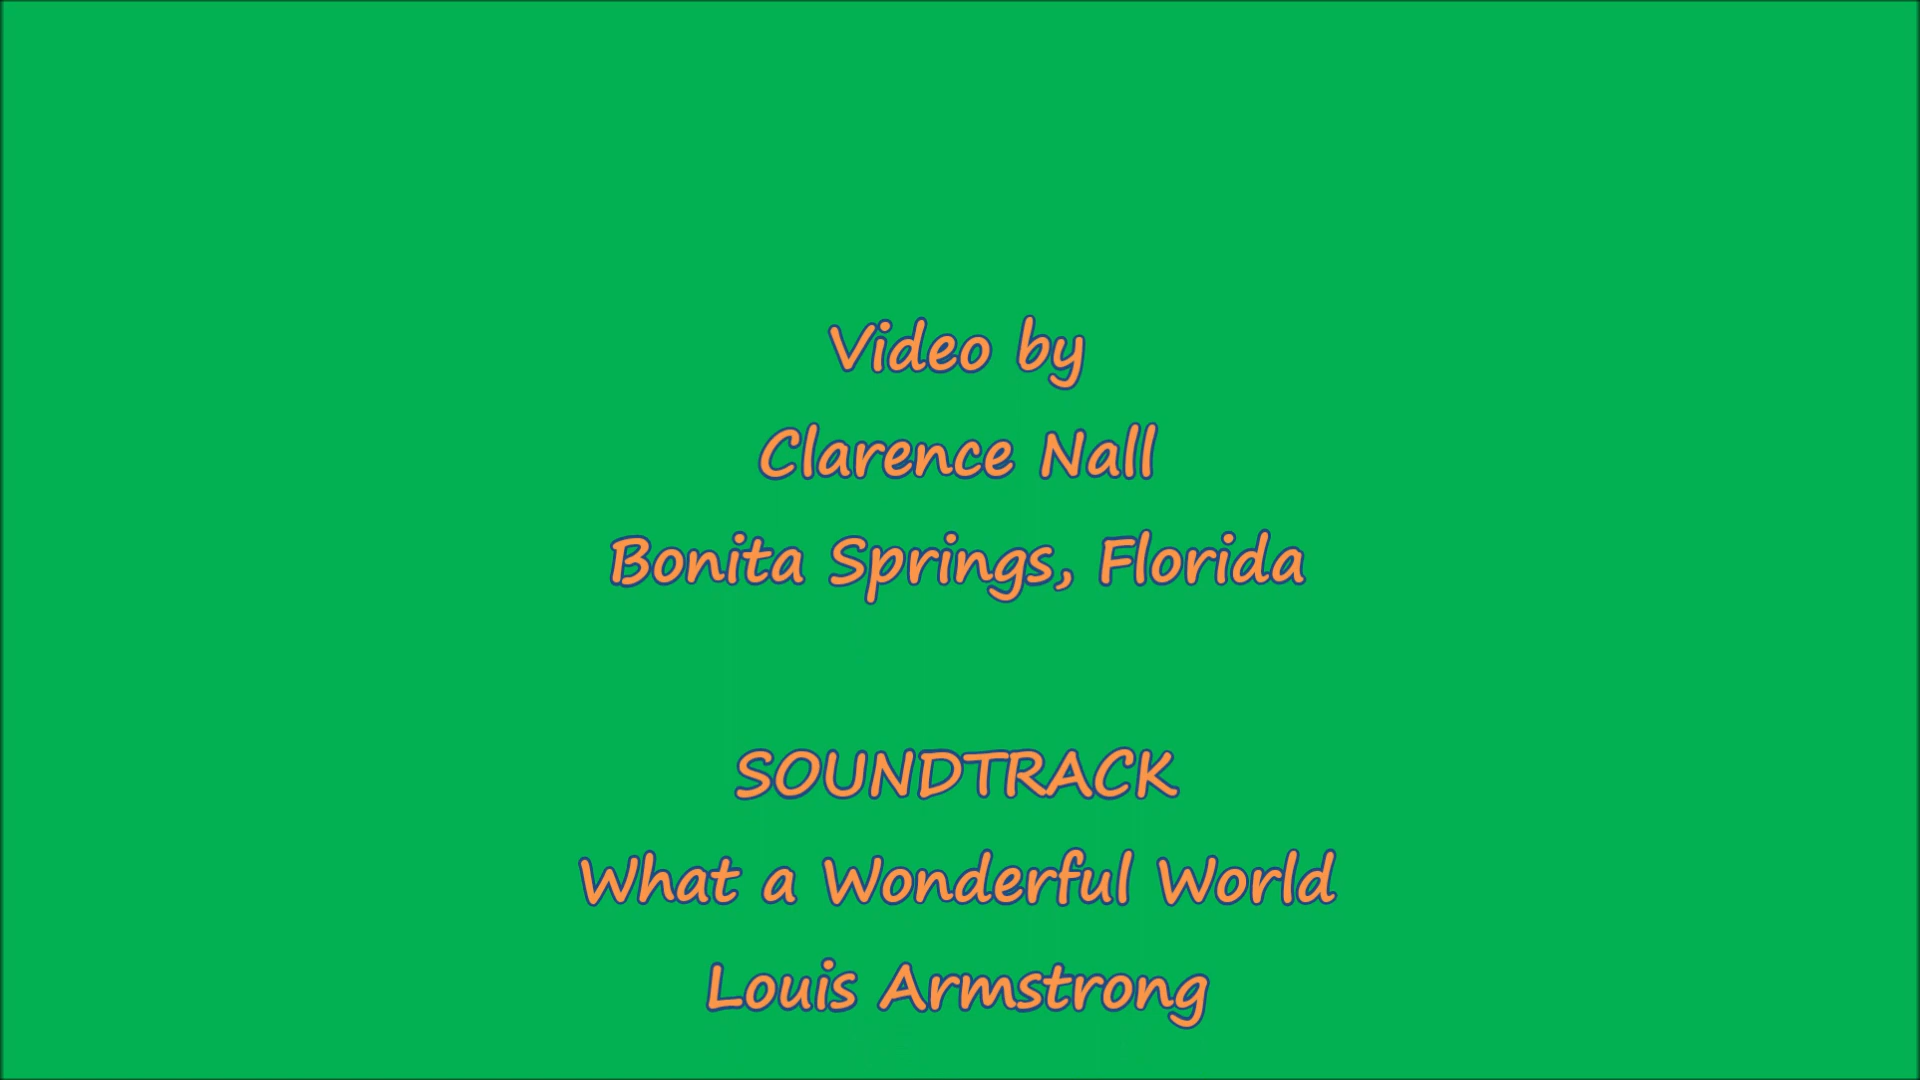 Video by
Clarence Nall
Bonita Springs, Florida
SOUNDTRACK
What a Wonderful World
Louis Armstrong